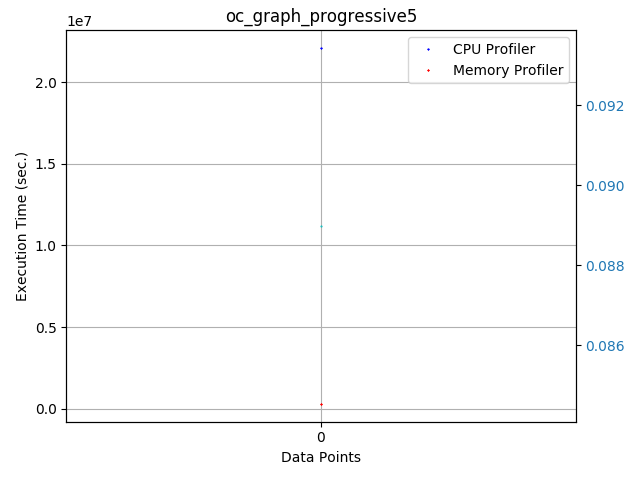 oc_graph_progressive5
1e7
CPU Profiler
Memory Profiler
2.0
1.5
1.0
0.5
0.0
Execution Time (sec.)
0.092
0.090
0.088
0.086
0
Data Points